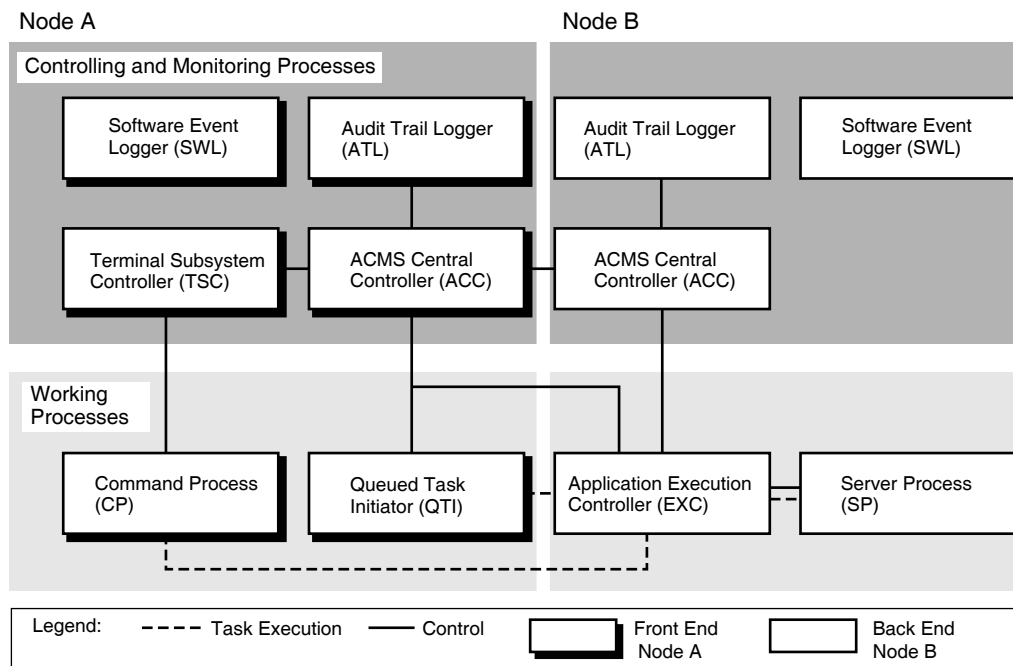 Node A
Node B
Controlling and Monitoring Processes
Software Event
Logger (SWL)
Audit Trail Logger
(ATL)
Audit Trail Logger
(ATL)
Software Event
Logger (SWL)
Terminal Subsystem
Controller (TSC)
ACMS Central
Controller (ACC)
ACMS Central
Controller (ACC)
Working
Processes
Command Process
(CP)
Queued Task
Initiator (QTI)
Application Execution
Controller (EXC)
Server Process
(SP)
Legend:
Task Execution
Control
Front End
Node A
Back End
Node B